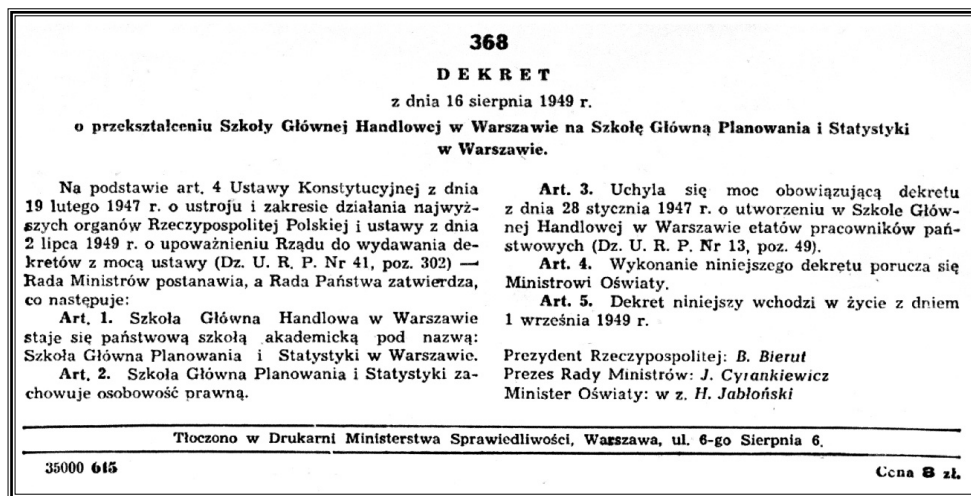 368
DEKRET
z dnia 16 sierpnia 1949 r.
o przekształceniu Szkoły Głównej Handlowej w Warszawie na Szkołę Główną Planowania i Statystyki
w Warszawie.
Na podstawie art. 4 Ustawy Konstytucyjnej z dnia
19 lutego 1947 r. o ustroju i zakresie działania najwyż-
szych organów Rzeczypospolitej Polskiej i ustawy z dnia
2 lipca 1949 r. o upoważnieniu Rządu do wydawania de-
kretów z mocą ustawy (Dz. U. R. P. Nr 41, poz. 302) —
Rada Ministrów postanawia, a Rada Państwa zatwierdza,
co następuje:
Art. 1. Szkoła Główna Handlowa w Warszawie
staje się państwową szkołą akademicką pod nazwą:
Szkoła Główna Planowania i Statystyki w Warszawie.
Art. 2. Szkoła Główna Planowania i Statystyki za-
chowuje osobowość prawną.
Art. 3. Uchyla się moc obowiązującą dekretu
z dnia 28 stycznia 1947 r. o utworzeniu w Szkole Głów-
nej Handlowej w Warszawie etatów pracowników pań-
stwowych (Dz. U. R. P. Nr 13, poz. 49).
Art. 4. Wykonanie niniejszego dekretu porucza się
Ministrowi Oświaty.
Art. 5. Dekret niniejszy wchodzi w życie z dniem
1 września 1949 r.
Prezydent Rzeczypospolitej: B. Bierut
Prezes Rady Ministrów: J. Cyrankiewicz
Minister Oświaty: w z. H. Jabłoński
Tłoczono w Drukarni Ministerstwa Sprawiedliwości, Warszawa, ul. 6-go Sierpnia 6.
35000 615
Cena 8 zł.